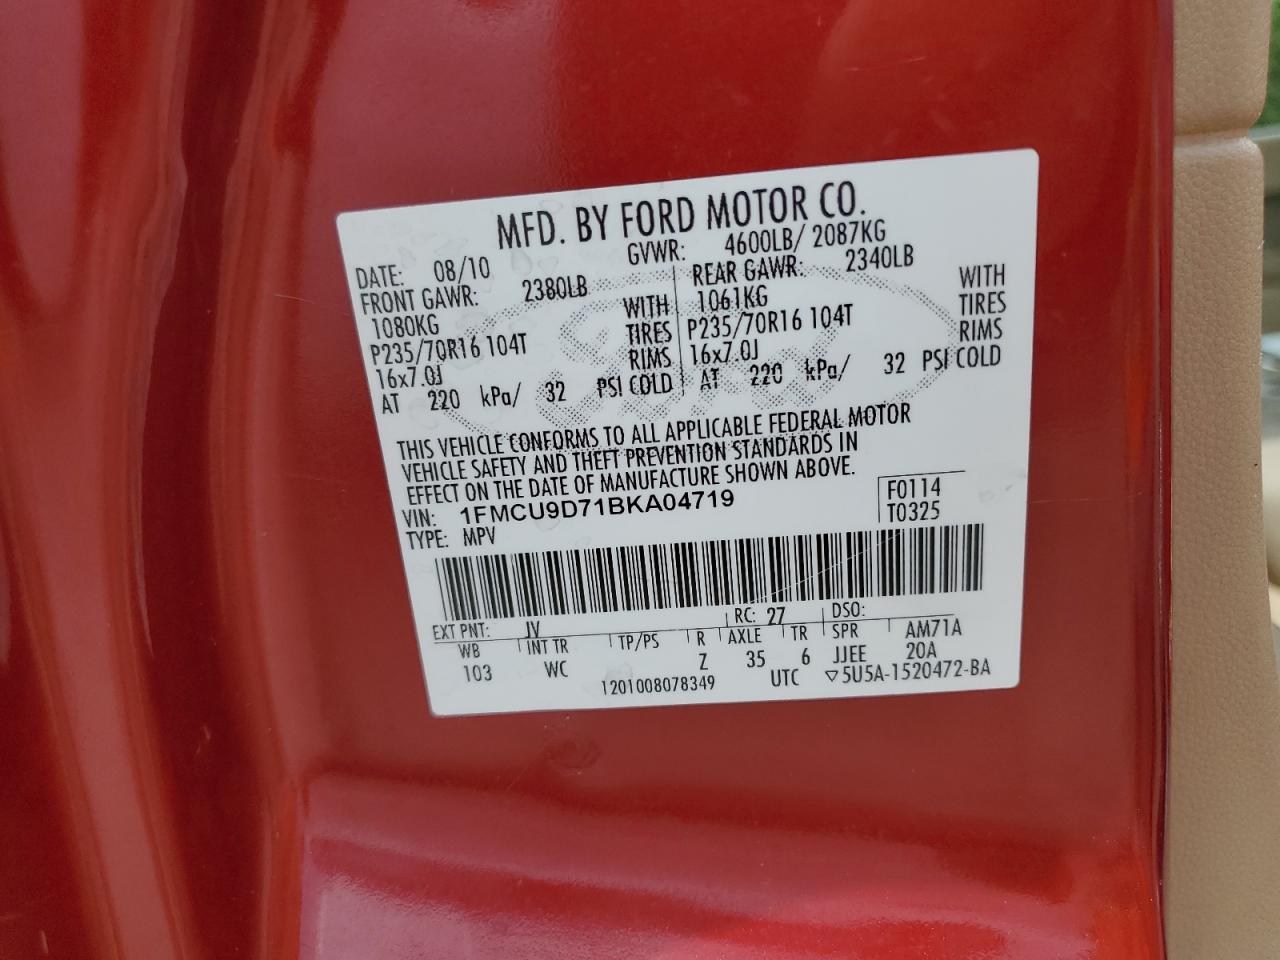 MFD. BY FORD MOTOR CO.
DATE: 08/10 GVWR: 4600LB/ 2087KG
FRONT GAWR: 2380LB REAR GAWR: 2340LB
1080KG WITH 1061KG WITH
P235/70R16 104T TIRES P235/70R16 104T TIRES
16x7.0J RIMS 16x7.0J RIMS
AT 220 kPa/ 32 PSI COLD AT 220 kPa/ 32 PSI COLD
THIS VEHICLE CONFORMS TO ALL APPLICABLE FEDERAL MOTOR
VEHICLE SAFETY AND THEFT PREVENTION STANDARDS IN
EFFECT ON THE DATE OF MANUFACTURE SHOWN ABOVE.
VIN: 1FMCU9D71BKA04719 F0114
TYPE: MPV T0325
EXT PNT: JV RC: 27 DSO:
WB INT TR TP/PS R AXLE TR SPR AM71A
103 WC Z 35 6 JJEE 20A
1201008078349 UTC ▽5U5A-1520472-BA